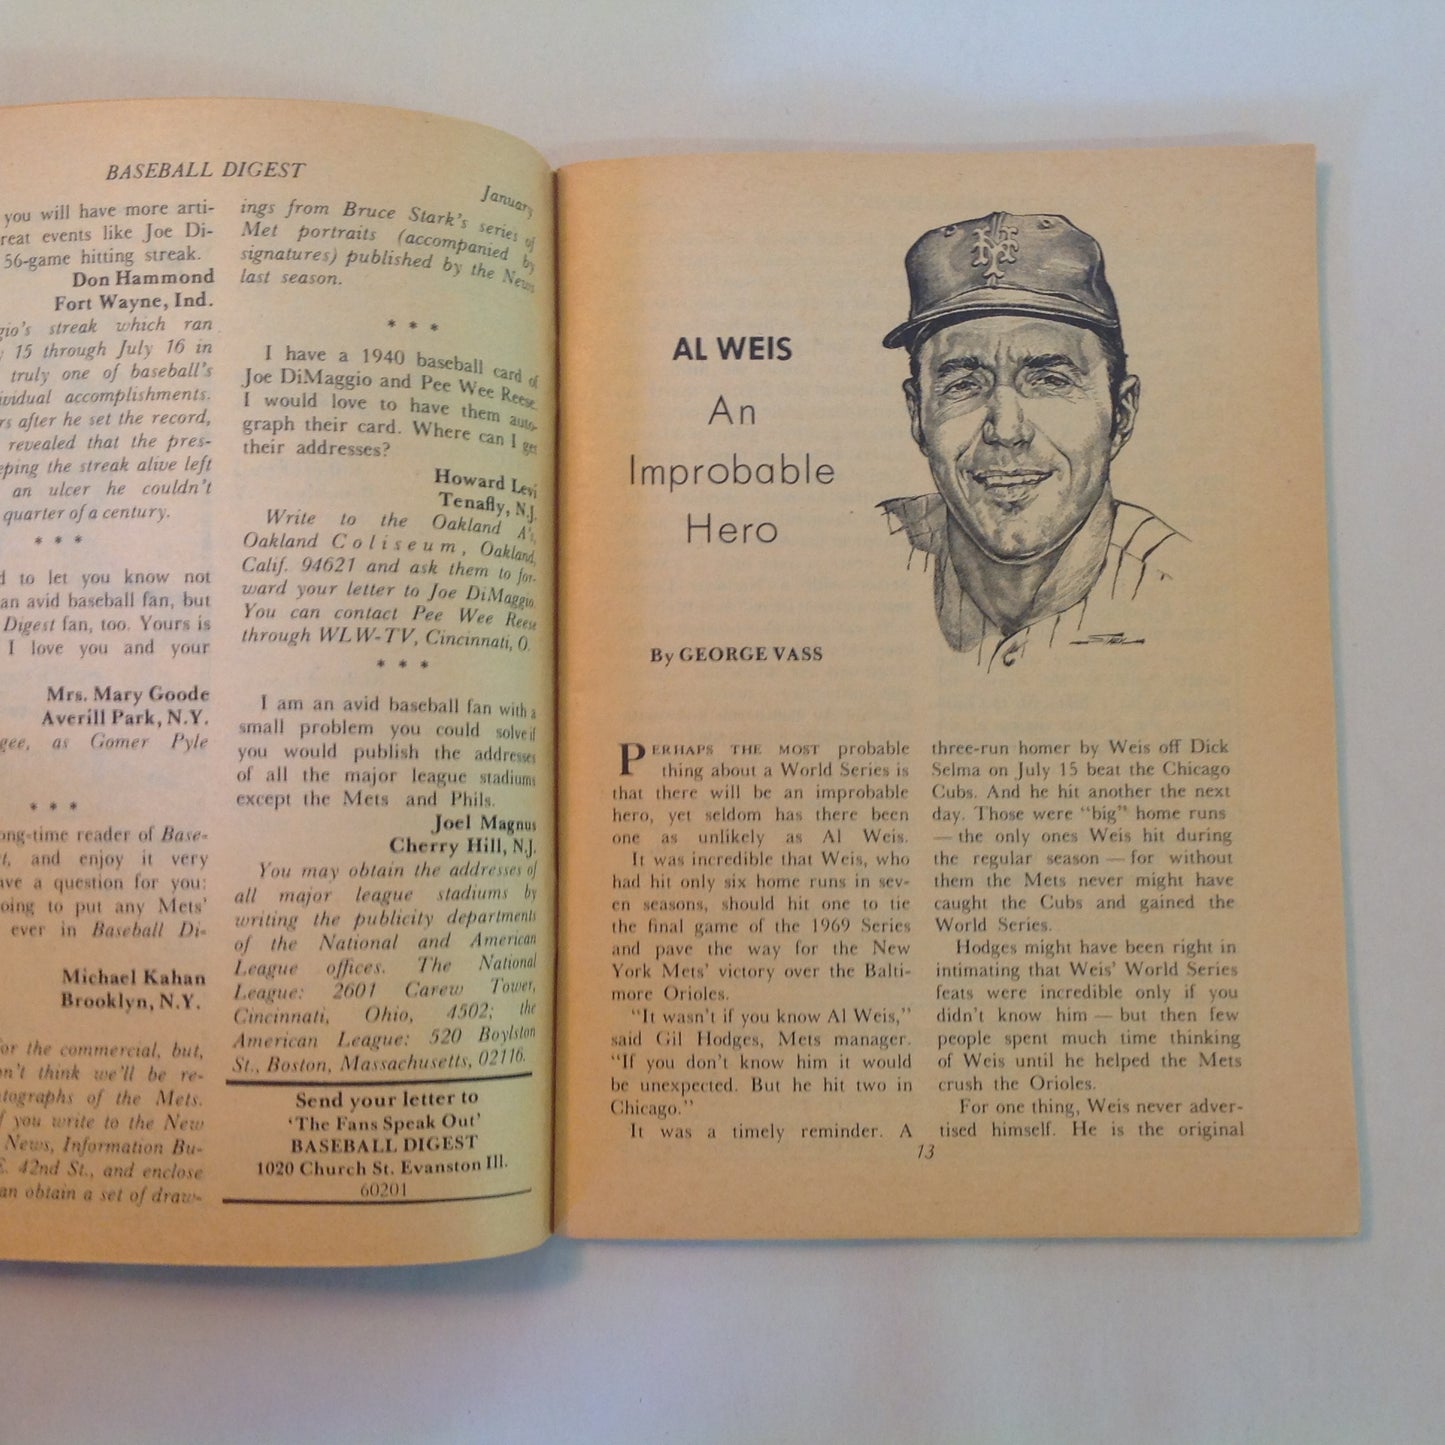 BASEBALL DIGEST
January
you will have more arti-
events like Joe Di-
56-game hitting streak.
Don Hammond
Fort Wayne, Ind.
streak which ran
15 through July 16 in
truly one of baseball's
accomplishments.
after he set the record,
revealed that the pres-
the streak alive left
an ulcer he couldn't
quarter of a century.
* * *
to let you know not
an avid baseball fan, but
Digest fan, too. Yours is
I love you and your
Mrs. Mary Goode
Averill Park, N.Y.
as Gomer Pyle
* * *
reader of Base-
and enjoy it very
a question for you:
to put any Mets'
ever in Baseball Di-
Michael Kahan
Brooklyn, N.Y.
for the commercial, but,
think we'll be re-
of the Mets.
you write to the New
News, Information Bu-
42nd St., and enclose
obtain a set of draw-
ings from Bruce Stark's series of
Met portraits (accompanied by
signatures) published by the News
last season.
* * *
I have a 1940 baseball card of
Joe DiMaggio and Pee Wee Reese.
I would love to have them auto-
graph their card. Where can I get
their addresses?
Howard Levi
Tenafly, N.J.
Write to the Oakland A's,
Oakland Coliseum, Oakland,
Calif. 94621 and ask them to for-
ward your letter to Joe DiMaggio.
You can contact Pee Wee Reese
through WLW-TV, Cincinnati, O.
* * *
I am an avid baseball fan with a
small problem you could solve if
you would publish the addresses
of all the major league stadiums
except the Mets and Phils.
Joel Magnus
Cherry Hill, N.J.
You may obtain the addresses of
all major league stadiums by
writing the publicity departments
of the National and American
League offices. The National
League: 2601 Carew Tower,
Cincinnati, Ohio, 4502; the
American League: 520 Boylston
St., Boston, Massachusetts, 02116.
Send your letter to
'The Fans Speak Out'
BASEBALL DIGEST
1020 Church St. Evanston Ill.
60201
AL WEIS
An
Improbable
Hero
By GEORGE VASS
PERHAPS THE MOST probable
thing about a World Series is
that there will be an improbable
hero, yet seldom has there been
one as unlikely as Al Weis.
It was incredible that Weis, who
had hit only six home runs in sev-
en seasons, should hit one to tie
the final game of the 1969 Series
and pave the way for the New
York Mets' victory over the Balti-
more Orioles.
"It wasn't if you know Al Weis,"
said Gil Hodges, Mets manager.
"If you don't know him it would
be unexpected. But he hit two in
Chicago."
It was a timely reminder. A
three-run homer by Weis off Dick
Selma on July 15 beat the Chicago
Cubs. And he hit another the next
day. Those were "big" home runs
— the only ones Weis hit during
the regular season — for without
them the Mets never might have
caught the Cubs and gained the
World Series.
Hodges might have been right in
intimating that Weis' World Series
feats were incredible only if you
didn't know him — but then few
people spent much time thinking
of Weis until he helped the Mets
crush the Orioles.
For one thing, Weis never adver-
tised himself. He is the original
13